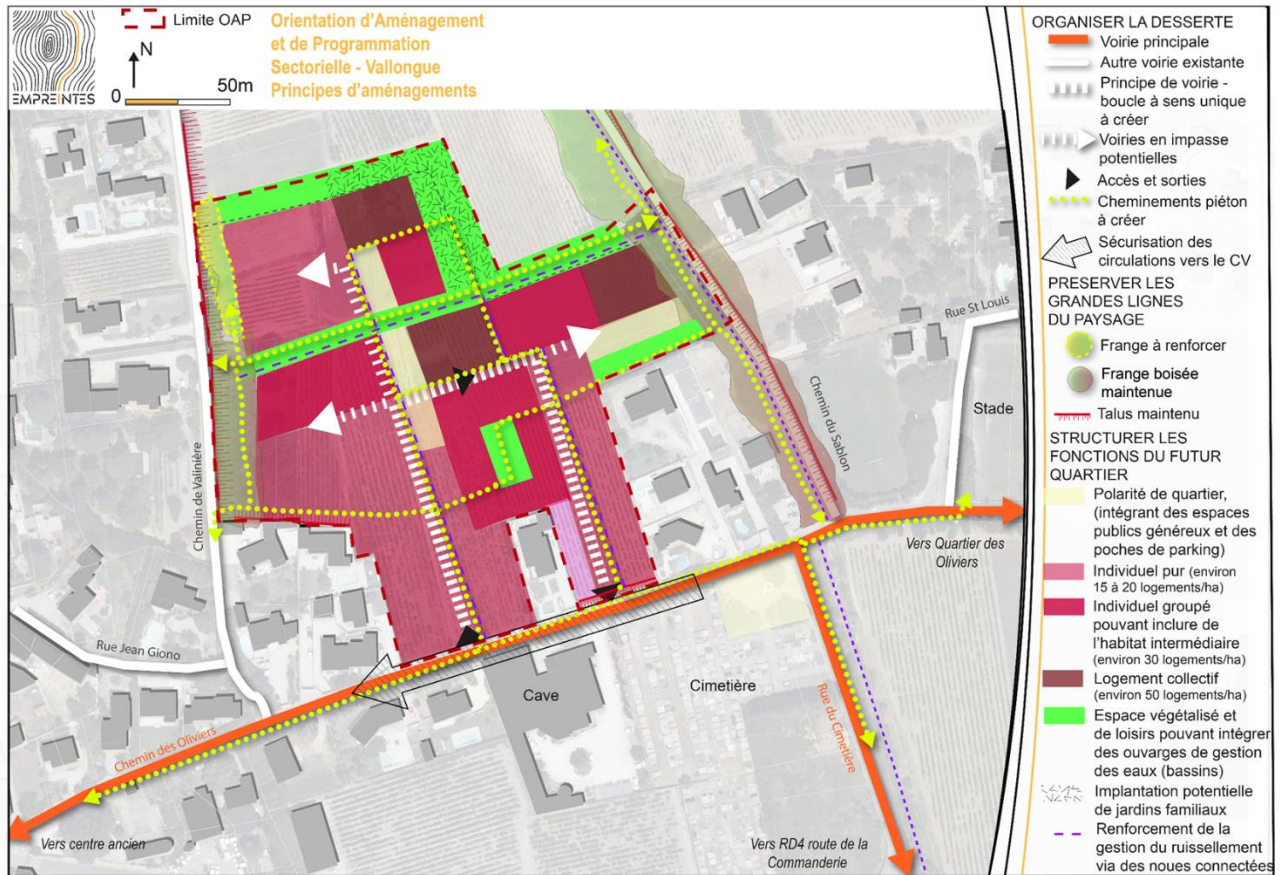 EMPREINTES
Limite OAP
N
0
50m
Orientation d'Aménagement
et de Programmation
Sectorielle - Vallongue
Principes d'aménagements
Chemin de Valinière
Rue Jean Giono
Chemin des Oliviers
Vers centre ancien
Cave
Cimetière
Rue du Cimetière
Vers RD4 route de la
Commanderie
Chemin du Sablon
Rue St Louis
Stade
Vers Quartier des
Oliviers
ORGANISER LA DESSERTE
Voirie principale
Autre voirie existante
Principe de voirie -
boucle à sens unique
à créer
Voiries en impasse
potentielles
Accès et sorties
Cheminements piéton
à créer
Sécurisation des
circulations vers le CV
PRESERVER LES
GRANDES LIGNES
DU PAYSAGE
Frange à renforcer
Frange boisée
maintenue
Talus maintenu
STRUCTURER LES
FONCTIONS DU FUTUR
QUARTIER
Polarité de quartier,
(intégrant des espaces
publics généreux et des
poches de parking)
Individuel pur (environ
15 à 20 logements/ha)
Individuel groupé
pouvant inclure de
l'habitat intermédiaire
(environ 30 logements/ha)
Logement collectif
(environ 50 logements/ha)
Espace végétalisé et
de loisirs pouvant intégrer
des ouvarges de gestion
des eaux (bassins)
Implantation potentielle
de jardins familiaux
Renforcement de la
gestion du ruissellement
via des noues connectées